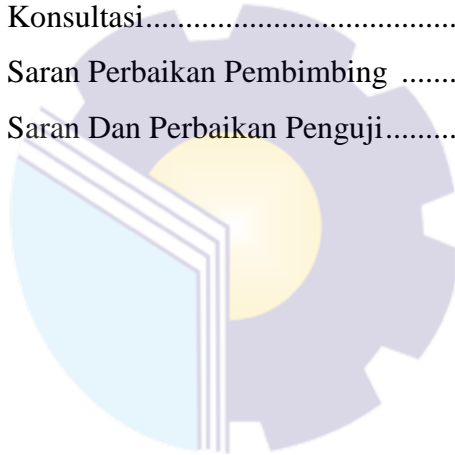 Konsultasi..................................
Saran Perbaikan Pembimbing .......
Saran Dan Perbaikan Penguji.........